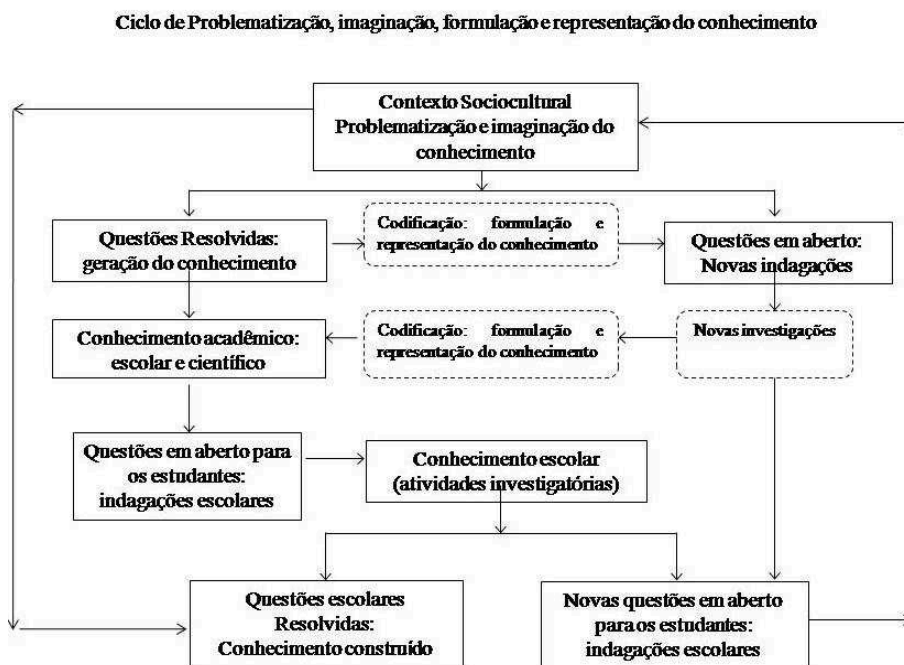 Ciclo de Problematização, imaginação, formulação e representação do conhecimento
Contexto Sociocultural
Problematização e imaginação do
conhecimento
Questões Resolvidas:
geração do conhecimento
Codificação: formulação e
representação do conhecimento
Questões em aberto:
Novas indagações
Conhecimento acadêmico:
escolar e científico
Codificação: formulação e
representação do conhecimento
Novas investigações
Questões em aberto para
os estudantes:
indagações escolares
Conhecimento escolar
(atividades investigatórias)
Questões escolares
Resolvidas:
Conhecimento construído
Novas questões em aberto
para os estudantes:
indagações escolares